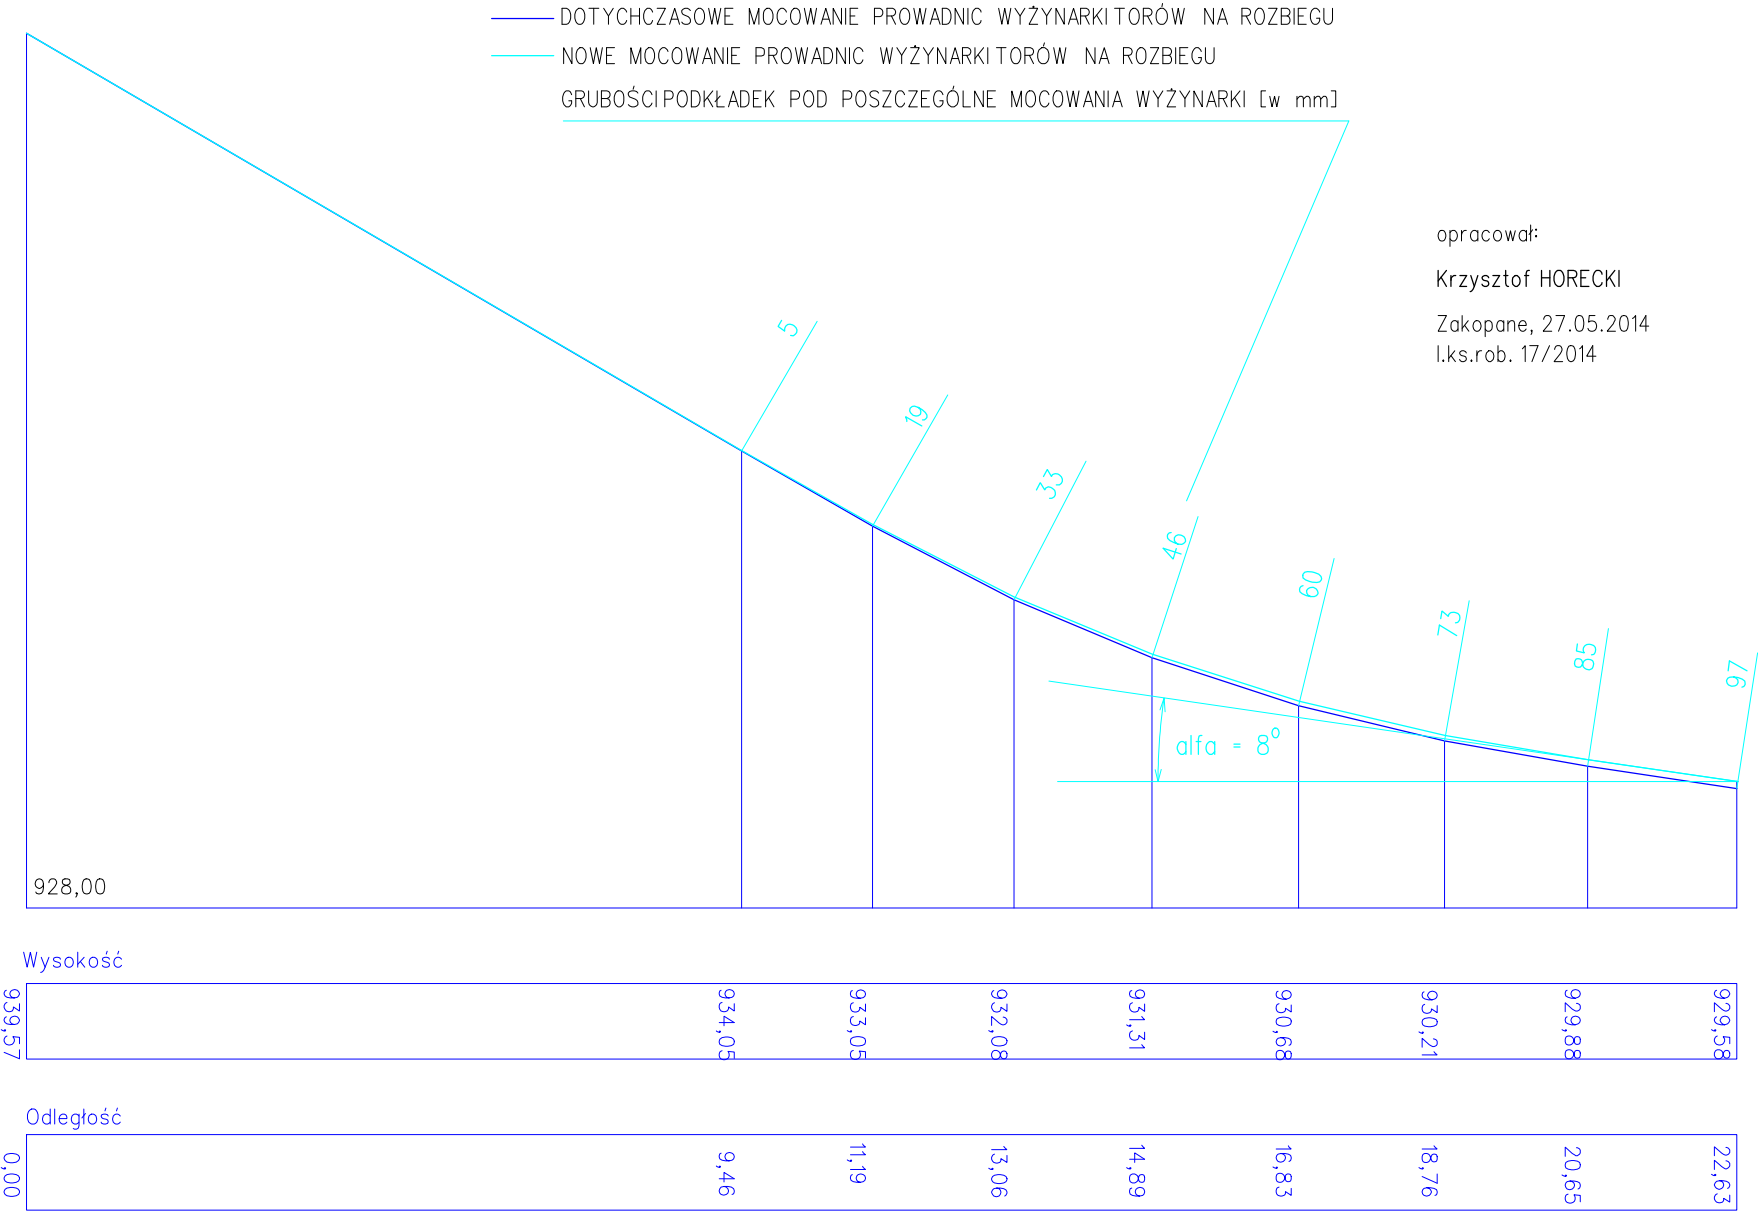 DOTYCHCZASOWE MOCOWANIE PROWADNIC WYŻYNARKI TORÓW NA ROZBIEGU
NOWE MOCOWANIE PROWADNIC WYŻYNARKI TORÓW NA ROZBIEGU
GRUBOŚCI PODKŁADEK POD POSZCZEGÓLNE MOCOWANIA WYŻYNARKI [w mm]
opracował:
Krzysztof HORECKI
Zakopane, 27.05.2014
l.ks.rob. 17/2014
5
19
33
46
60
73
85
97
alfa = 8°
928,00
Wysokość
939,57
934,05
933,05
932,08
931,31
930,68
930,21
929,88
929,58
Odległość
0,00
9,46
11,19
13,06
14,89
16,83
18,76
20,65
22,63